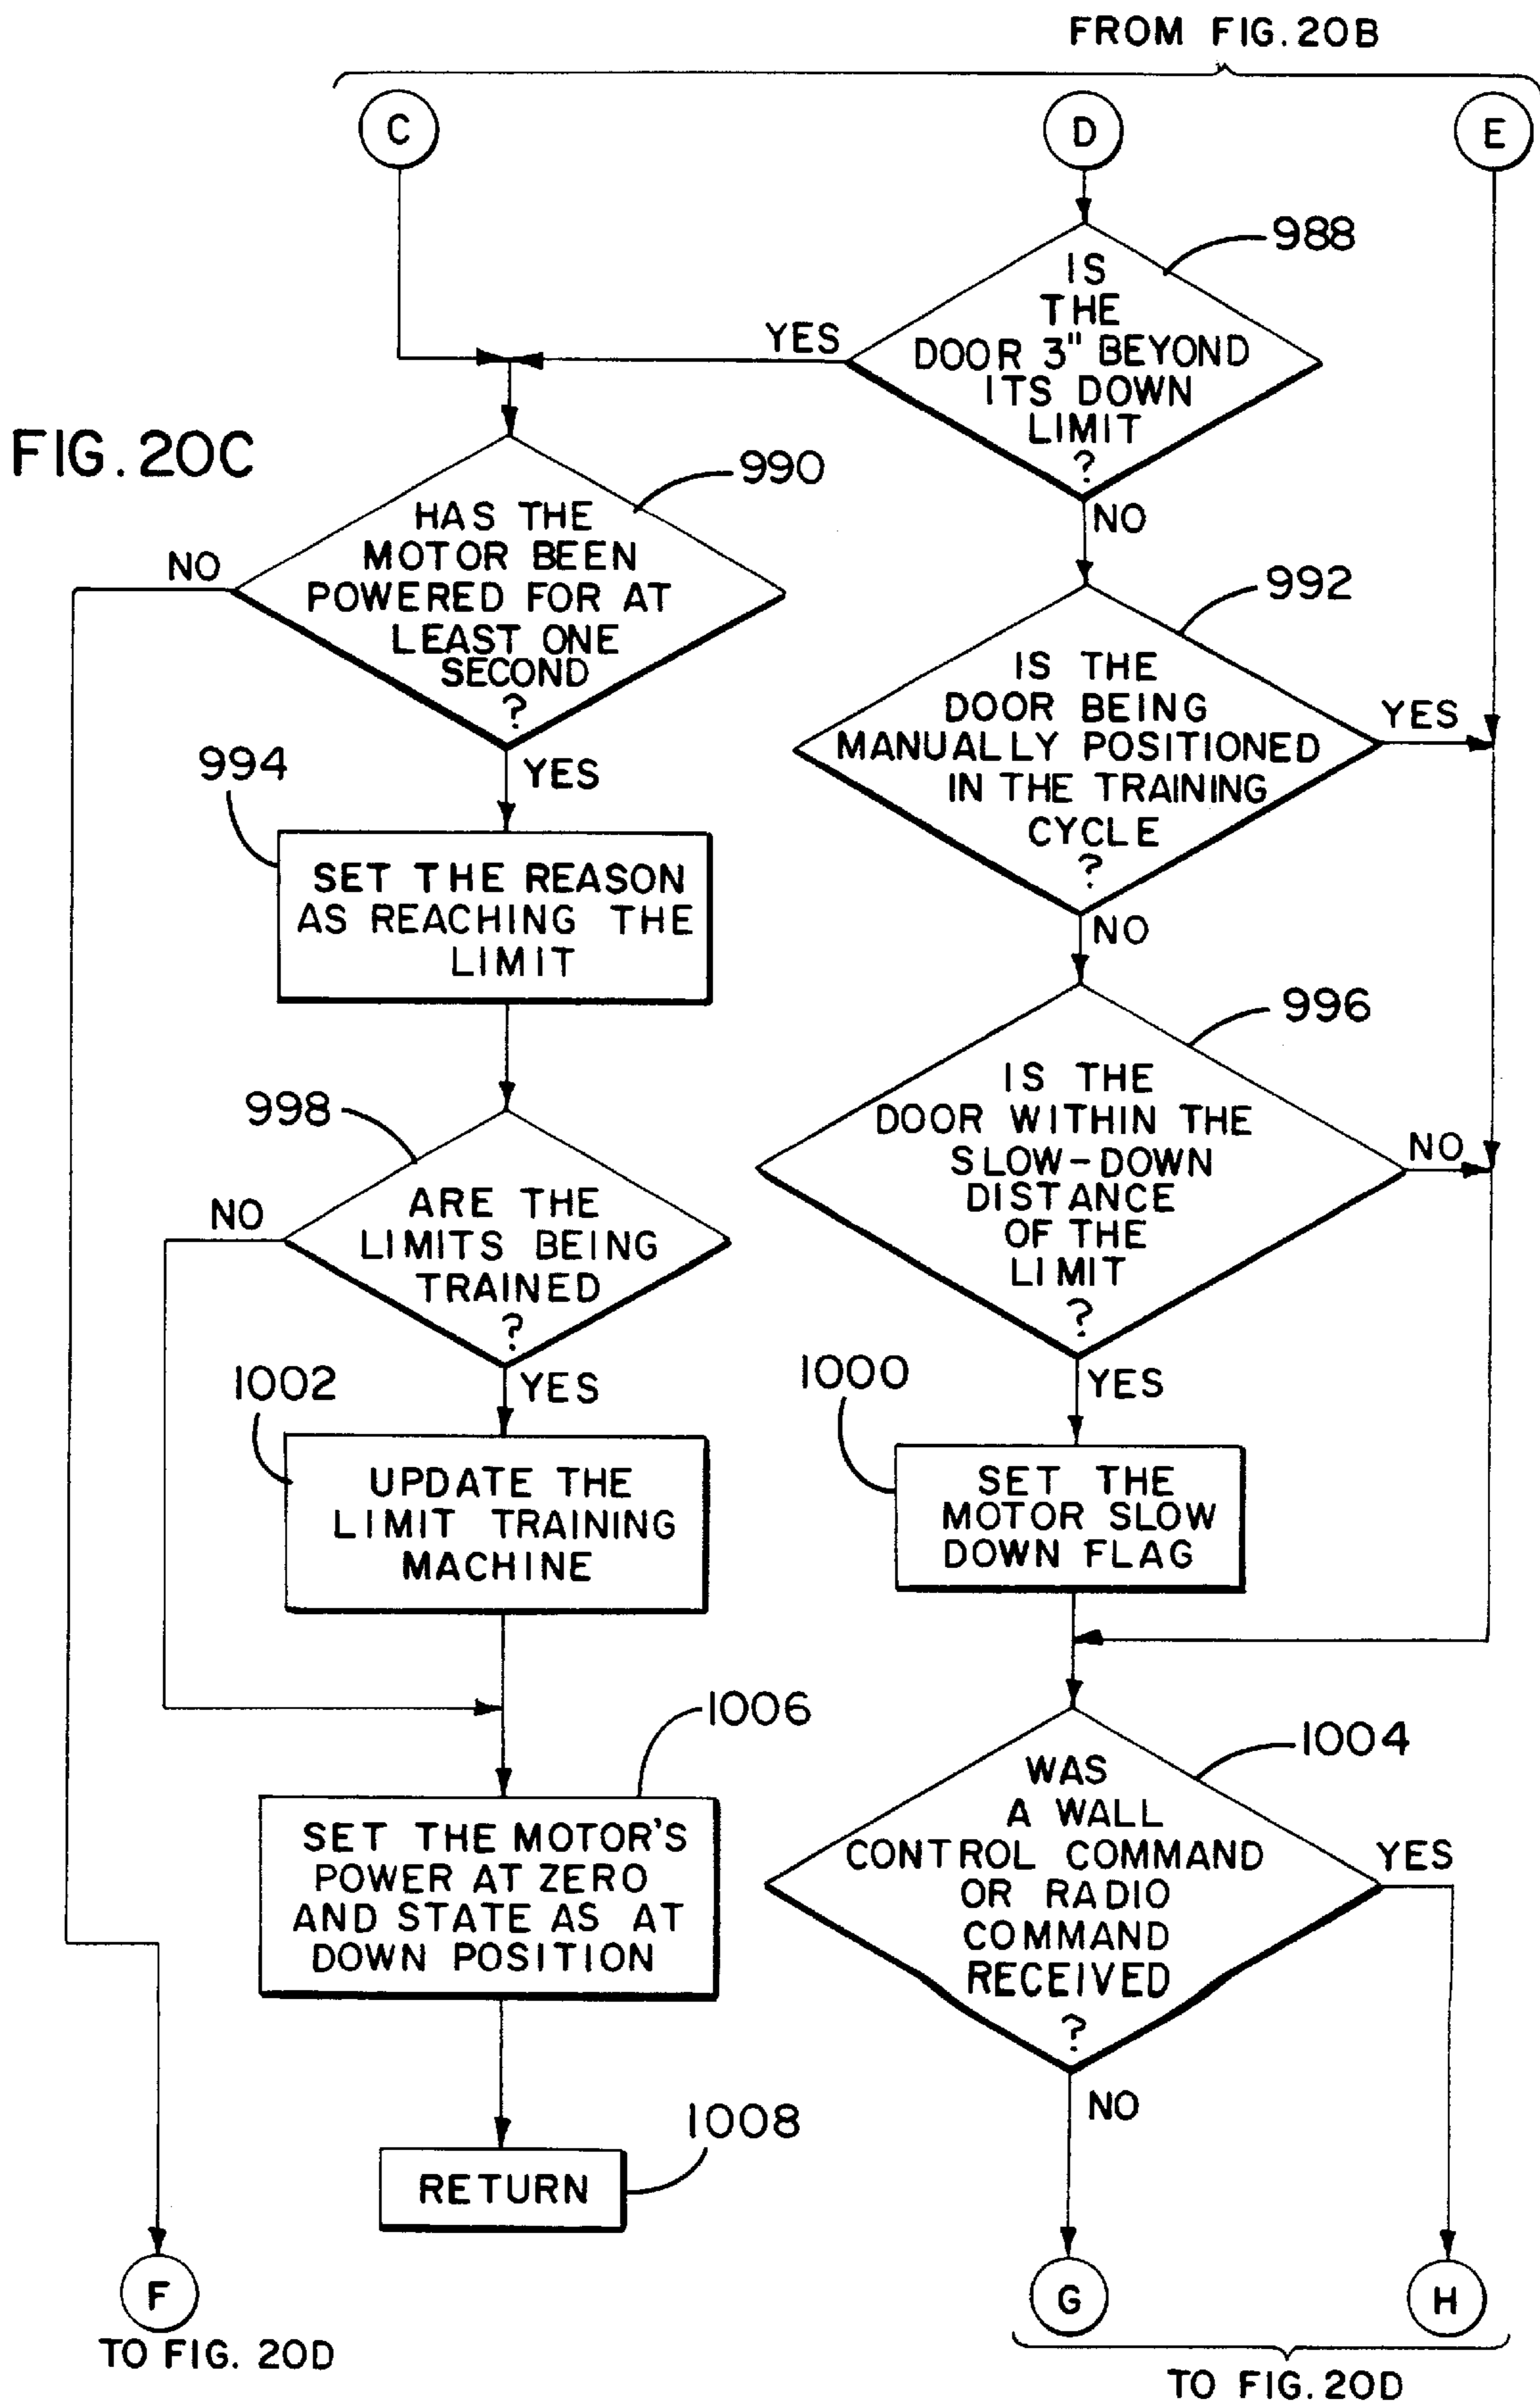 FROM FIG. 20B
C
D
E
988
IS
THE
DOOR 3" BEYOND
ITS DOWN
LIMIT
?
YES
NO
FIG. 20C
990
HAS THE
MOTOR BEEN
POWERED FOR AT
LEAST ONE
SECOND
?
NO
YES
992
IS THE
DOOR BEING
MANUALLY POSITIONED
IN THE TRAINING
CYCLE
?
YES
NO
994
SET THE REASON
AS REACHING THE
LIMIT
996
IS THE
DOOR WITHIN THE
SLOW-DOWN
DISTANCE
OF THE
LIMIT
?
NO
YES
998
ARE THE
LIMITS BEING
TRAINED
?
NO
YES
1000
SET THE
MOTOR SLOW
DOWN FLAG
1002
UPDATE THE
LIMIT TRAINING
MACHINE
1004
WAS
A WALL
CONTROL COMMAND
OR RADIO
COMMAND
RECEIVED
?
YES
NO
1006
SET THE MOTOR'S
POWER AT ZERO
AND STATE AS AT
DOWN POSITION
1008
RETURN
F
TO FIG. 20D
G
H
TO FIG. 20D